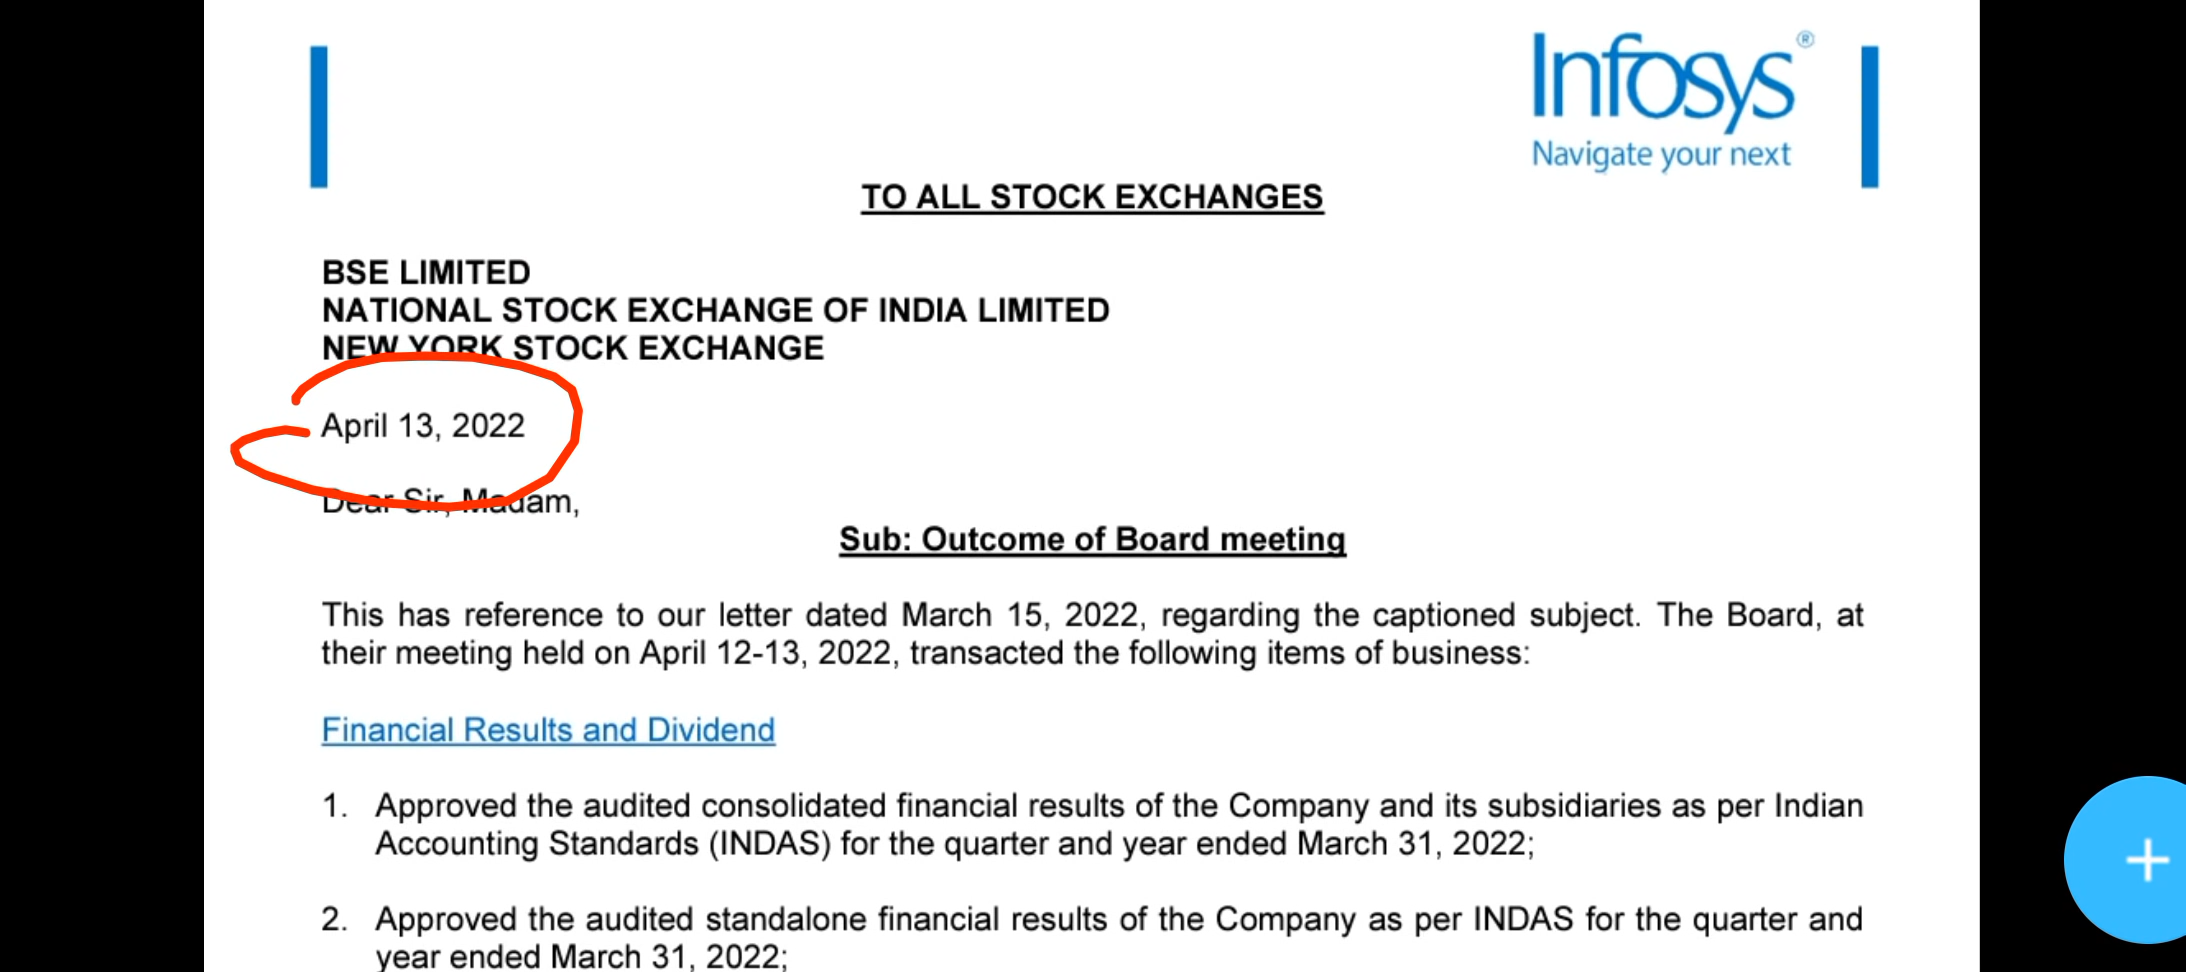 Infosys®
Navigate your next
TO ALL STOCK EXCHANGES
BSE LIMITED
NATIONAL STOCK EXCHANGE OF INDIA LIMITED
NEW YORK STOCK EXCHANGE
April 13, 2022
Dear Sir, Madam,
Sub: Outcome of Board meeting
This has reference to our letter dated March 15, 2022, regarding the captioned subject. The Board, at
their meeting held on April 12-13, 2022, transacted the following items of business:
Financial Results and Dividend
1. Approved the audited consolidated financial results of the Company and its subsidiaries as per Indian
Accounting Standards (INDAS) for the quarter and year ended March 31, 2022;
2. Approved the audited standalone financial results of the Company as per INDAS for the quarter and
year ended March 31, 2022;